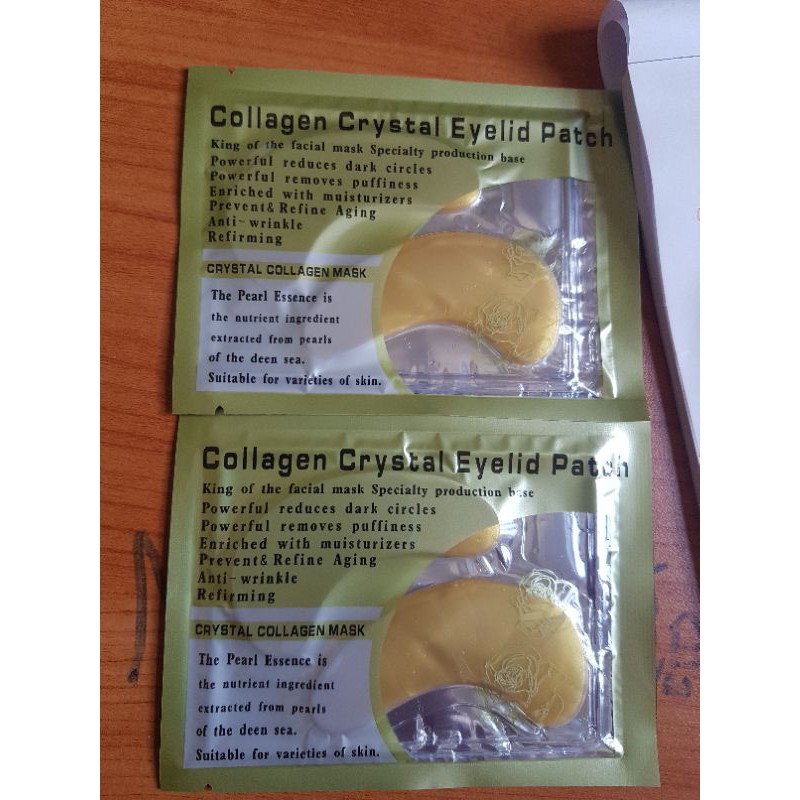 Collagen Crystal Eyelid Patch
King of the facial mask Specialty production base
Powerful reduces dark circles
Powerful removes puffiness
Enriched with muisturizers
Prevent& Refine Aging
Anti-wrinkle
Refirming
CRYSTAL COLLAGEN MASK
The Pearl Essence is
the nutrient ingredient
extracted from pearls
of the deen sea.
Suitable for varieties of skin.
Collagen Crystal Eyelid Patch
King of the facial mask Specialty production base
Powerful reduces dark circles
Powerful removes puffiness
Enriched with muisturizers
Prevent& Refine Aging
Anti-wrinkle
Refirming
CRYSTAL COLLAGEN MASK
The Pearl Essence is
the nutrient ingredient
extracted from pearls
of the deen sea.
Suitable for varieties of skin.